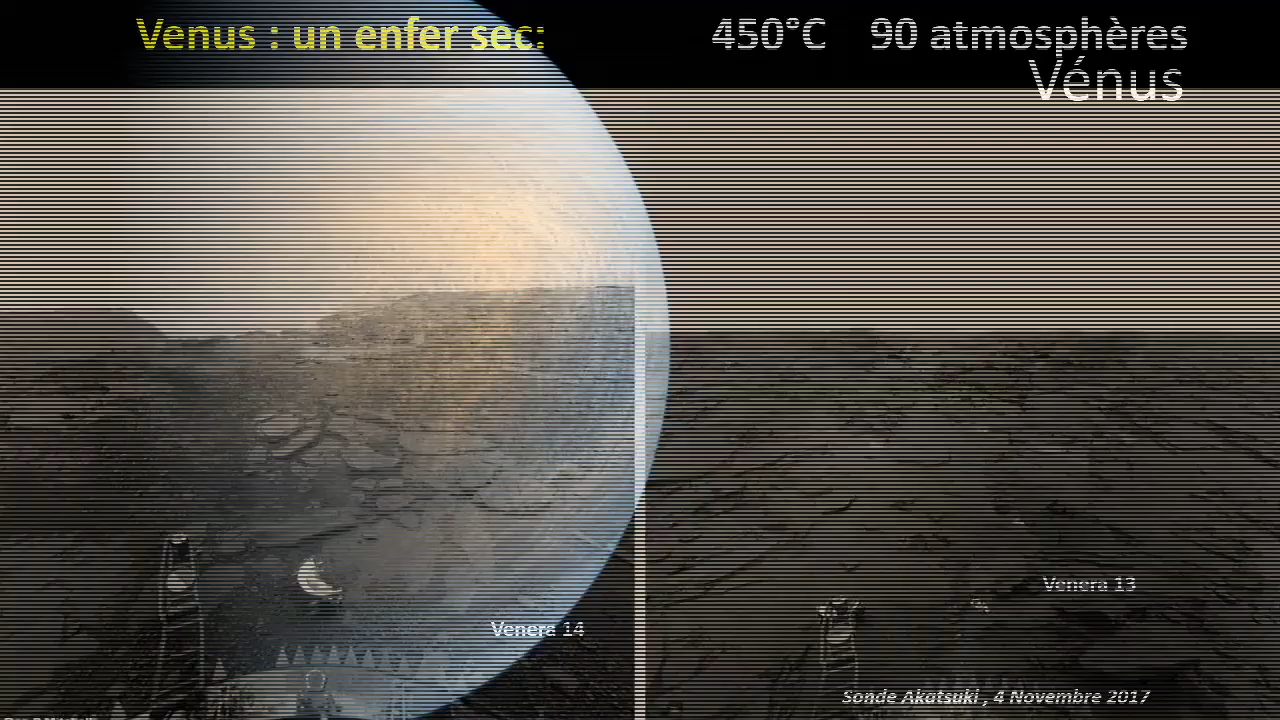 Venus : un enfer sec:
450°C 90 atmosphères
Vénus
Venera 13
Venera 14
Sonde Akatsuki , 4 Novembre 2017